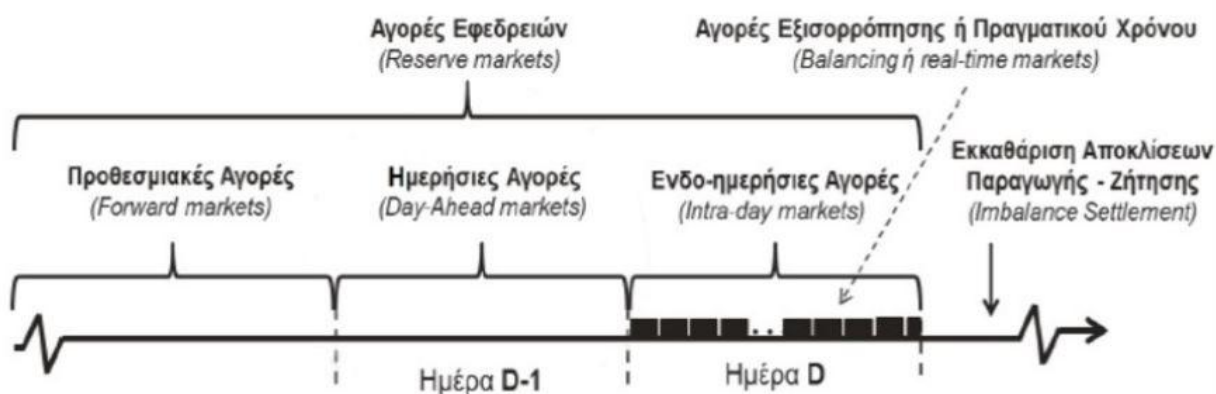 Αγορές Εφεδρειών
(Reserve markets)
Αγορές Εξισορρόπησης ή Πραγματικού Χρόνου
(Balancing ή real-time markets)
Προθεσμιακές Αγορές
(Forward markets)
Ημερήσιες Αγορές
(Day-Ahead markets)
Ενδο-ημερήσιες Αγορές
(Intra-day markets)
Εκκαθάριση Αποκλίσεων
Παραγωγής - Ζήτησης
(Imbalance Settlement)
Ημέρα D-1
Ημέρα D